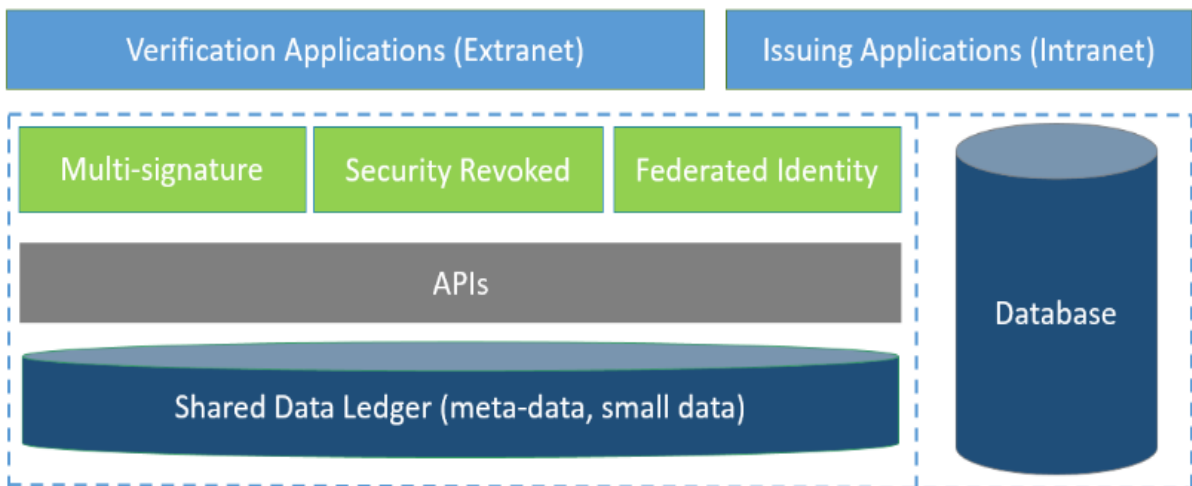 Verification Applications (Extranet)
Issuing Applications (Intranet)
Multi-signature
Security Revoked
Federated Identity
APIs
Database
Shared Data Ledger (meta-data, small data)